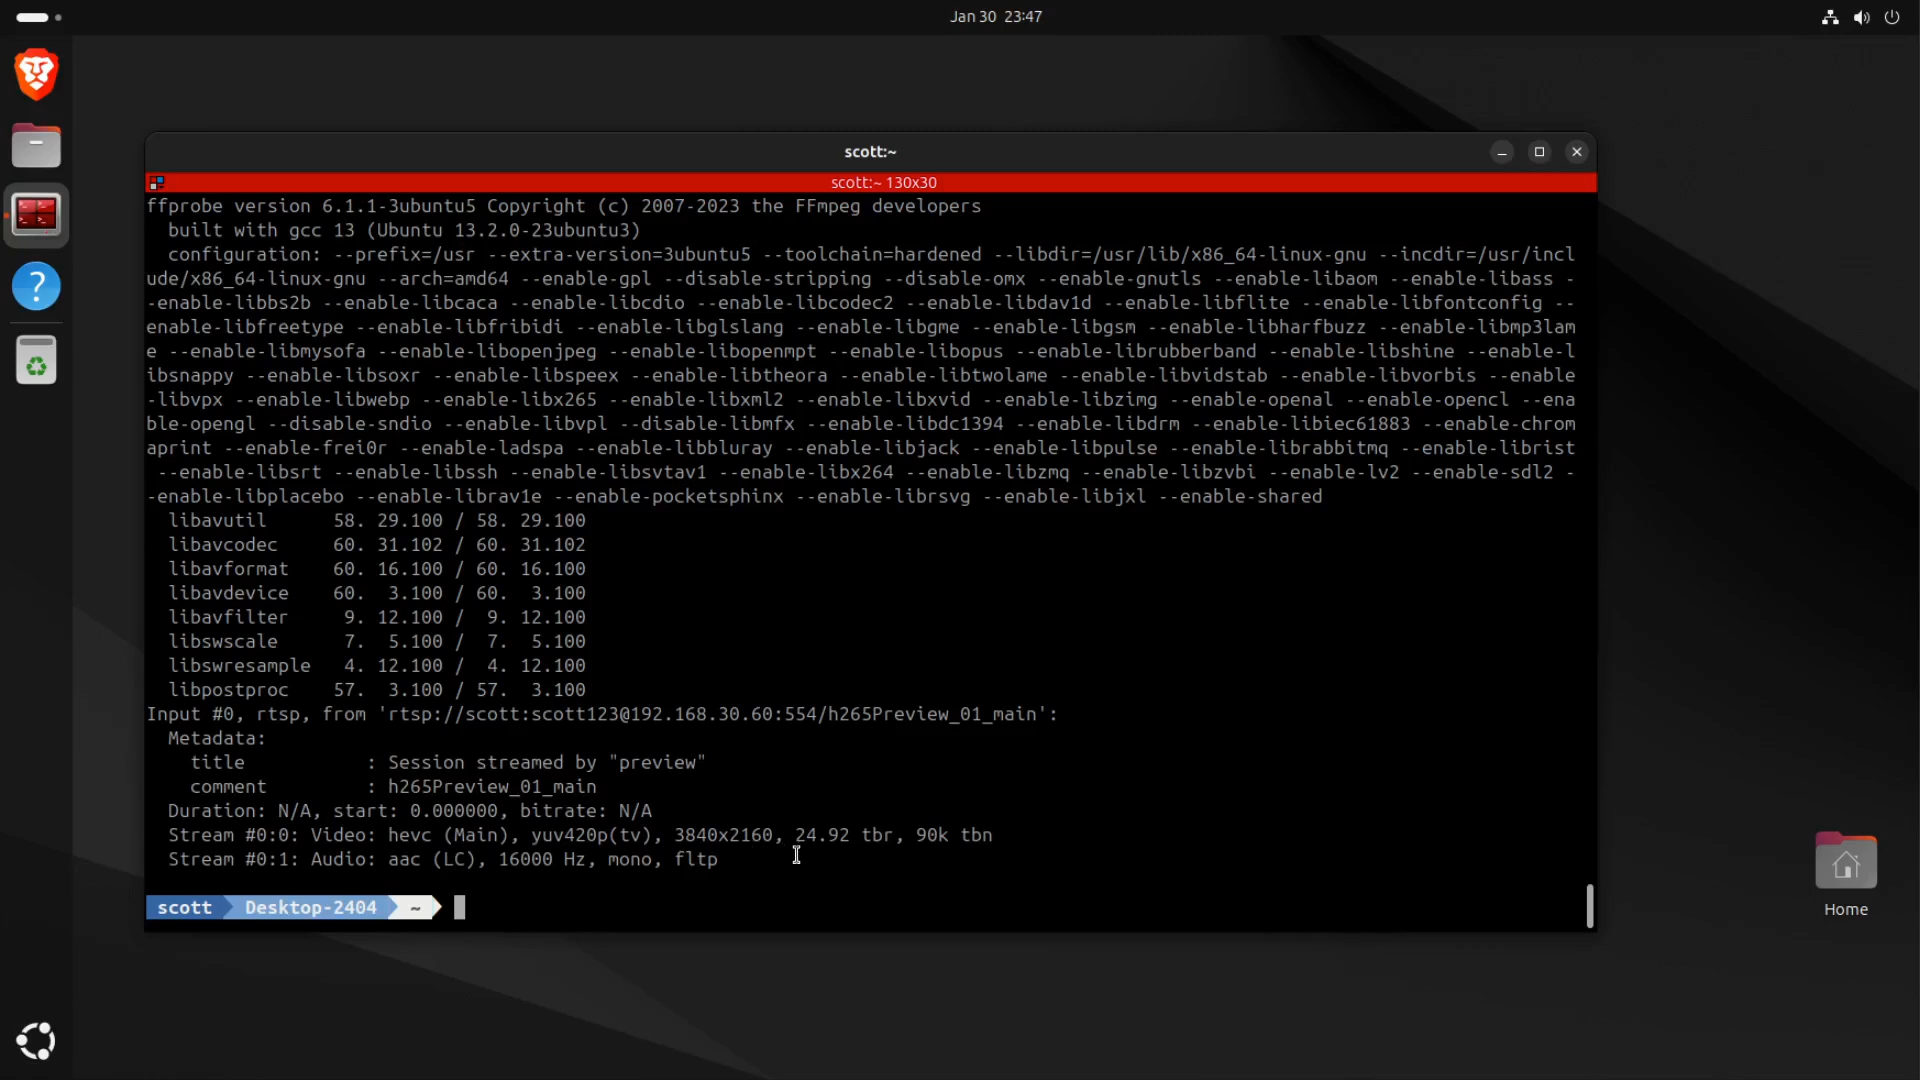 Jan 30 23:47
scott:~
scott:~ 130x30
ffprobe version 6.1.1-3ubuntu5 Copyright (c) 2007-2023 the FFmpeg developers
  built with gcc 13 (Ubuntu 13.2.0-23ubuntu3)
  configuration: --prefix=/usr --extra-version=3ubuntu5 --toolchain=hardened --libdir=/usr/lib/x86_64-linux-gnu --incdir=/usr/incl
ude/x86_64-linux-gnu --arch=amd64 --enable-gpl --disable-stripping --disable-omx --enable-gnutls --enable-libaom --enable-libass -
-enable-libbs2b --enable-libcaca --enable-libcdio --enable-libcodec2 --enable-libdav1d --enable-libflite --enable-libfontconfig --
enable-libfreetype --enable-libfribidi --enable-libglslang --enable-libgme --enable-libgsm --enable-libharfbuzz --enable-libmp3lam
e --enable-libmysofa --enable-libopenjpeg --enable-libopenmpt --enable-libopus --enable-librubberband --enable-libshine --enable-l
ibsnappy --enable-libsoxr --enable-libspeex --enable-libtheora --enable-libtwolame --enable-libvidstab --enable-libvorbis --enable
-libvpx --enable-libwebp --enable-libx265 --enable-libxml2 --enable-libxvid --enable-libzimg --enable-openal --enable-opencl --ena
ble-opengl --disable-sndio --enable-libvpl --disable-libmfx --enable-libdc1394 --enable-libdrm --enable-libiec61883 --enable-chrom
aprint --enable-frei0r --enable-ladspa --enable-libbluray --enable-libjack --enable-libpulse --enable-librabbitmq --enable-librist
 --enable-libsrt --enable-libssh --enable-libsvtav1 --enable-libx264 --enable-libzmq --enable-libzvbi --enable-lv2 --enable-sdl2 -
-enable-libplacebo --enable-librav1e --enable-pocketsphinx --enable-librsvg --enable-libjxl --enable-shared
  libavutil      58. 29.100 / 58. 29.100
  libavcodec     60. 31.102 / 60. 31.102
  libavformat    60. 16.100 / 60. 16.100
  libavdevice    60.  3.100 / 60.  3.100
  libavfilter     9. 12.100 /  9. 12.100
  libswscale      7.  5.100 /  7.  5.100
  libswresample   4. 12.100 /  4. 12.100
  libpostproc    57.  3.100 / 57.  3.100
Input #0, rtsp, from 'rtsp://scott:scott123@192.168.30.60:554/h265Preview_01_main':
  Metadata:
    title           : Session streamed by "preview"
    comment         : h265Preview_01_main
  Duration: N/A, start: 0.000000, bitrate: N/A
  Stream #0:0: Video: hevc (Main), yuv420p(tv), 3840x2160, 24.92 tbr, 90k tbn
  Stream #0:1: Audio: aac (LC), 16000 Hz, mono, fltp
scott Desktop-2404 ~
Home